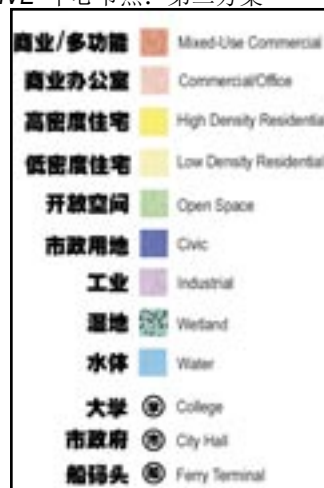 商业/多功能 Mixed-Use Commercial
商业办公室 Commercial/Office
高密度住宅 High Density Residential
低密度住宅 Low Density Residential
开放空间 Open Space
市政用地 Civic
工业 Industrial
湿地 Wetland
水体 Water
大学 College
市政府 City Hall
船码头 Ferry Terminal